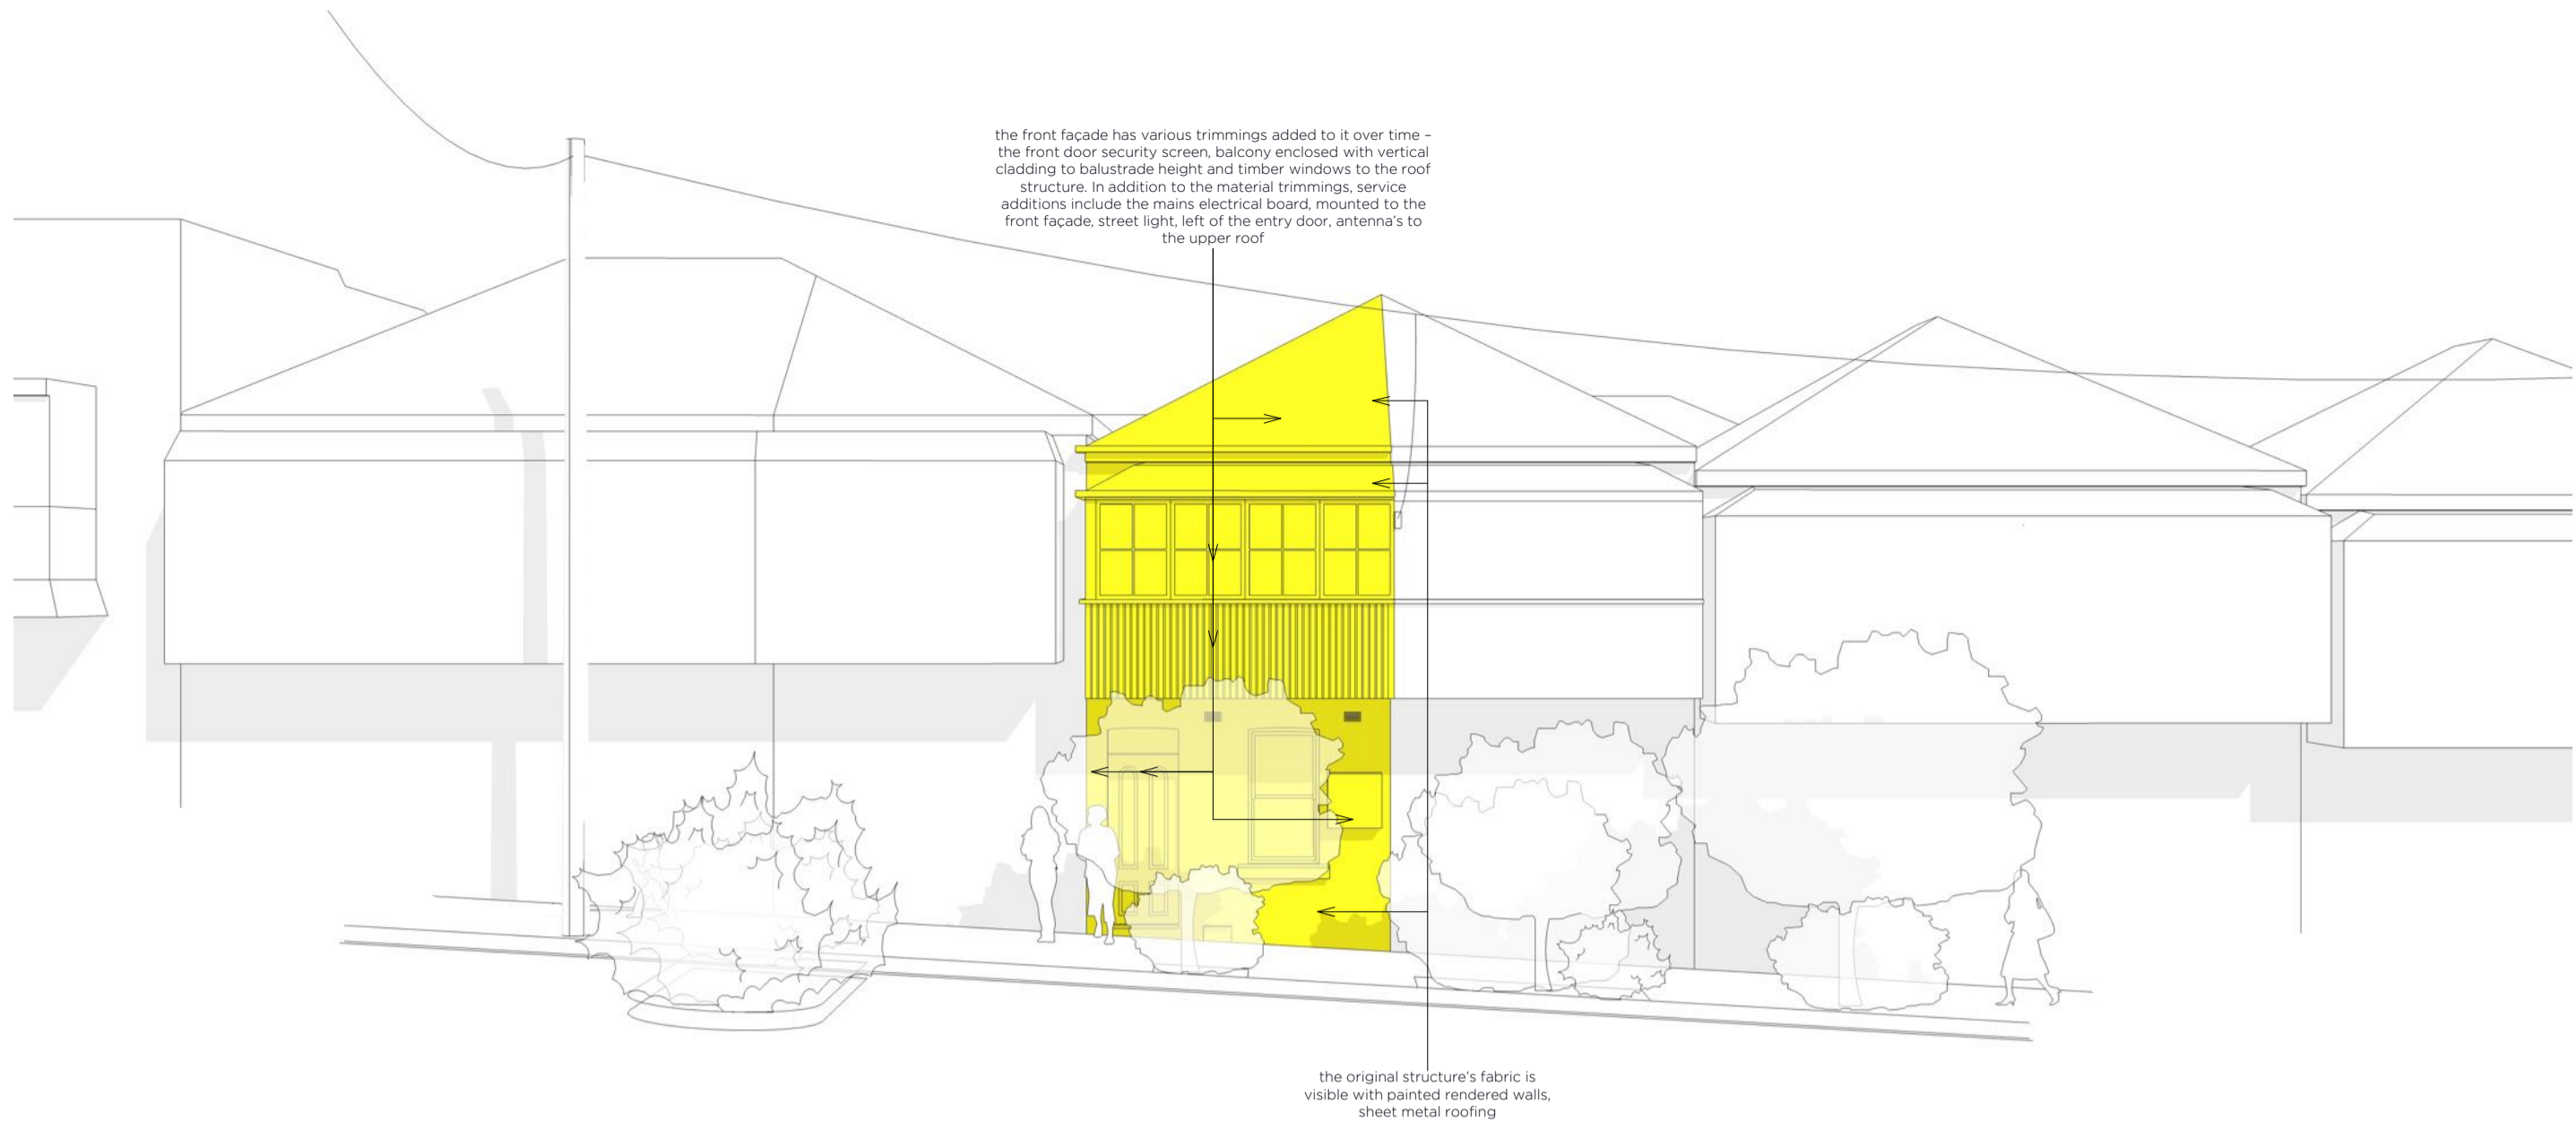 the front façade has various trimmings added to it over time –
the front door security screen, balcony enclosed with vertical
cladding to balustrade height and timber windows to the roof
structure. In addition to the material trimmings, service
additions include the mains electrical board, mounted to the
front façade, street light, left of the entry door, antenna's to
the upper roof
the original structure's fabric is
visible with painted rendered walls,
sheet metal roofing